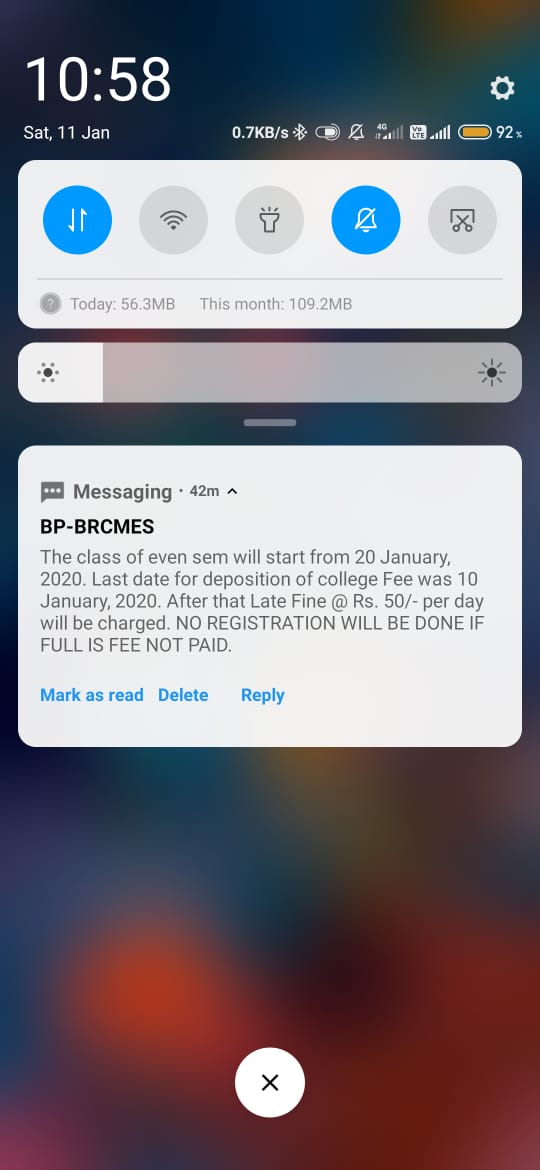 10:58
Sat, 11 Jan
0.7KB/s 4G Vo LTE 92 %
? Today: 56.3MB This month: 109.2MB
Messaging · 42m
BP-BRCMES
The class of even sem will start from 20 January,
2020. Last date for deposition of college Fee was 10
January, 2020. After that Late Fine @ Rs. 50/- per day
will be charged. NO REGISTRATION WILL BE DONE IF
FULL IS FEE NOT PAID.
Mark as read Delete Reply